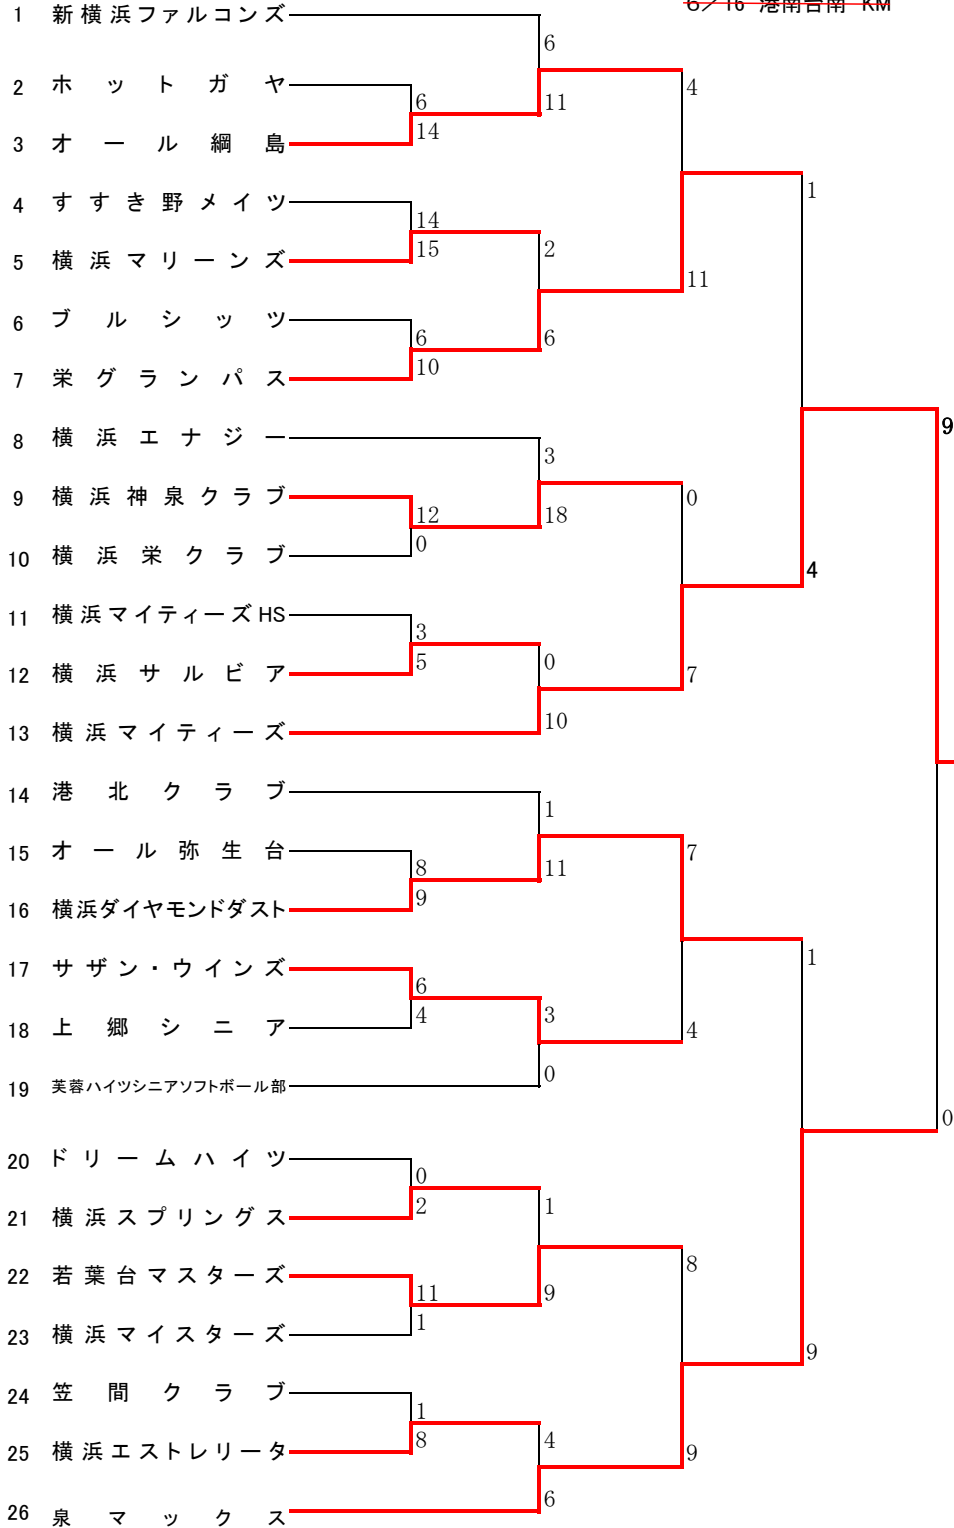 6/16 港南台南 KM
1 新横浜ファルコンズ
6
2 ホットガヤ
4
6
11
14
3 オール綱島
1
4 すすき野メイツ
14
15
2
5 横浜マリーンズ
11
6 ブルシッツ
6
6
10
7 栄グランパス
9
8 横浜エナジー
3
9 横浜神泉クラブ
0
12
18
0
10 横浜栄クラブ
4
11 横浜マイティーズHS
3
5
0
12 横浜サルビア
7
10
13 横浜マイティーズ
14 港北クラブ
1
15 オール弥生台
7
8
11
9
16 横浜ダイヤモンドダスト
1
17 サザン・ウインズ
6
4
3
18 上郷シニア
4
0
19 芙蓉ハイツシニアソフトボール部
0
20 ドリームハイツ
0
2
1
21 横浜スプリングス
8
22 若葉台マスターズ
11
9
1
23 横浜マイスターズ
9
24 笠間クラブ
1
8
4
25 横浜エストレリータ
9
6
26 泉マックス